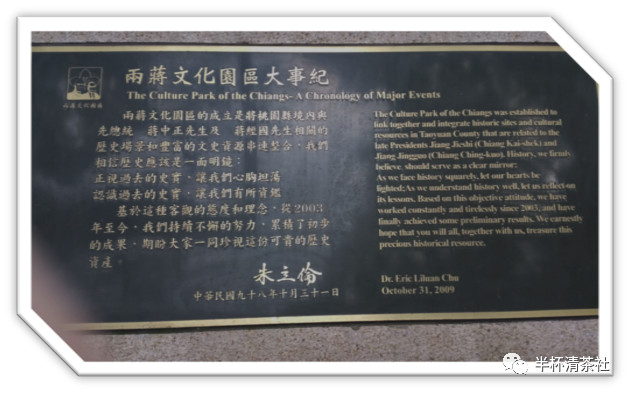 兩蔣文化園區
兩蔣文化園區大事紀
The Culture Park of the Chiangs- A Chronology of Major Events
兩蔣文化園區的成立是將桃園縣境內與
先總統 蔣中正先生及 蔣經國先生相關的
歷史場景和豐富的文史資源串連整合。我們
相信歷史應該是一面明鏡：
正視過去的史實，讓我們心胸坦蕩
認識過去的史實，讓我們有所資鑑
基於這種客觀的態度和理念，從2003
年至今，我們持續不懈的努力，累積了初步
的成果。期盼大家一同珍視這份可貴的歷史
資產。
朱立倫
中華民國九十八年十月三十一日
The Culture Park of the Chiangs was established to
link together and integrate historic sites and cultural
resources in Taoyuan County that are related to the
late Presidents Jiang Jieshi (Chiang Kai-shek) and
Jiang Jingguo (Chiang Ching-kuo). History, we firmly
believe, should serve as a clear mirror:
As we face history squarely, let our hearts be
lighted; As we understand history well, let us reflect on
its lessons. Based on this objective attitude, we have
worked constantly and tirelessly since 2003, and have
finally achieved some preliminary results. We earnestly
hope that you will all, together with us, treasure this
precious historical resource.
Dr. Eric Liluan Chu
October 31, 2009
半杯清茶社